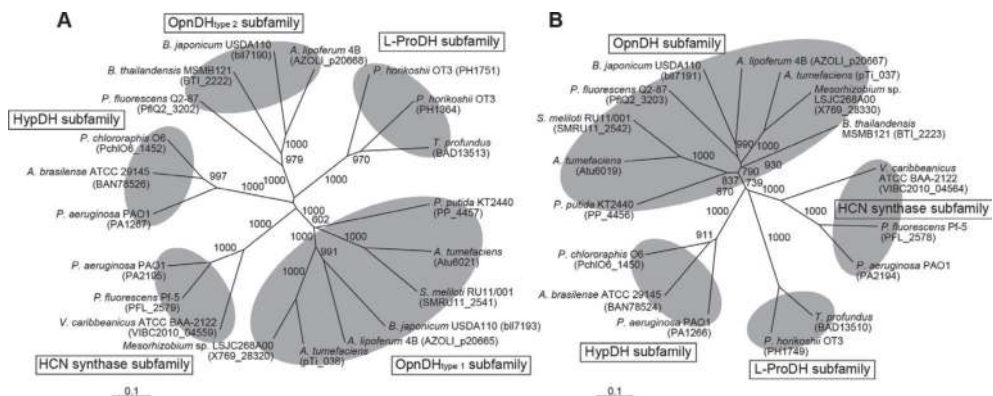 A
OpnDHtype 2 subfamily
B. japonicum USDA110
(bll7190)
A. lipoferum 4B
(AZOLI_p20668)
L-ProDH subfamily
B. thailandensis MSMB121
(BTI_2222)
P. horikoshii OT3 (PH1751)
P. fluorescens Q2-87
(PflQ2_3202)
P. horikoshii OT3
(PH1364)
HypDH subfamily
P. chlororaphis O6
(PchlO6_1452)
T. profundus
(BAD13513)
1000
979
970
A. brasilense ATCC 29145
(BAN78526)
997
1000
1000
P. aeruginosa PAO1
(PA1267)
1000
1000
602
P. putida KT2440
(PP_4457)
1000
1000
1000
991
1000
A. tumefaciens
(Atu6021)
P. aeruginosa PAO1
(PA2195)
S. meliloti RU11/001
(SMRU11_2541)
P. fluorescens Pf-5
(PFL_2579)
B. japonicum USDA110 (bll7193)
V. caribbeanicus ATCC BAA-2122
(VIBC2010_04559)
Mesorhizobium sp. LSJC268A00
(X769_28320)
A. lipoferum 4B (AZOLI_p20665)
A. tumefaciens
(pTi_036)
HCN synthase subfamily
OpnDHtype 1 subfamily
0.1
B
OpnDH subfamily
B. japonicum USDA110
(bll7191)
A. lipoferum 4B (AZOLI_p20667)
A. tumefaciens (pTi_037)
P. fluorescens Q2-87
(PflQ2_3203)
Mesorhizobium sp.
LSJC268A00
(X769_28330)
S. meliloti RU11/001
(SMRU11_2542)
B. thailandensis
MSMB121 (BTI_2223)
990
1000
930
A. tumefaciens
(Atu6019)
1000
790
837
739
870
V. caribbeanicus
ATCC BAA-2122
(VIBC2010_04564)
P. putida KT2440
(PP_4456)
1000
HCN synthase subfamily
1000
P. fluorescens Pf-5
(PFL_2578)
911
P. chlororaphis O6
(PchlO6_1450)
1000
P. aeruginosa PAO1
(PA2194)
A. brasilense ATCC 29145
(BAN78524)
1000
P. aeruginosa PAO1
(PA1266)
T. profundus
(BAD13510)
P. horikoshii OT3
(PH1749)
HypDH subfamily
L-ProDH subfamily
0.1